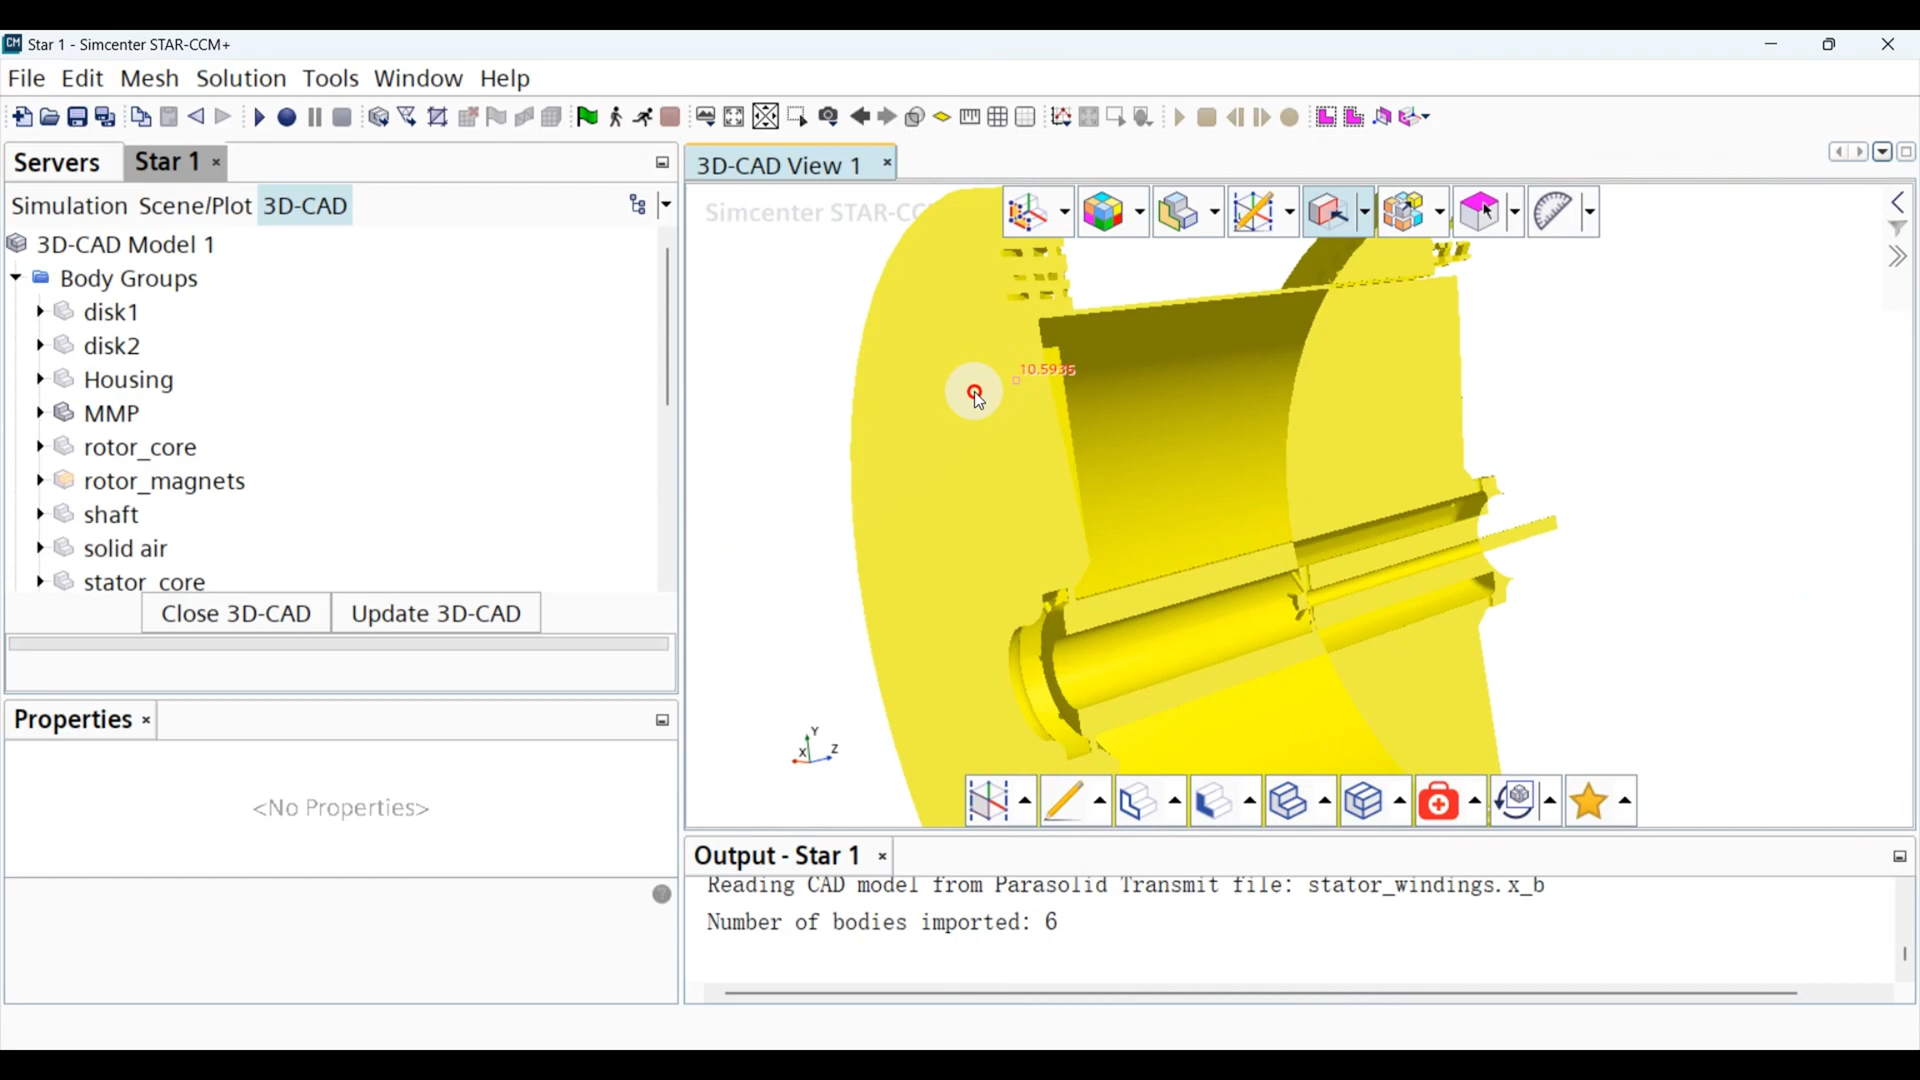 Star 1 - Simcenter STAR-CCM+
File Edit Mesh Solution Tools Window Help
Servers Star 1
3D-CAD View 1
Simulation Scene/Plot 3D-CAD
Simcenter STAR-CC
3D-CAD Model 1
Body Groups
disk1
disk2
Housing
MMP
rotor_core
rotor_magnets
shaft
solid air
stator core
10.5935
Close 3D-CAD Update 3D-CAD
Properties
<No Properties>
Y
X
Z
Output - Star 1
Reading CAD model from Parasolid Transmit file: stator_windings.x_b
Number of bodies imported: 6